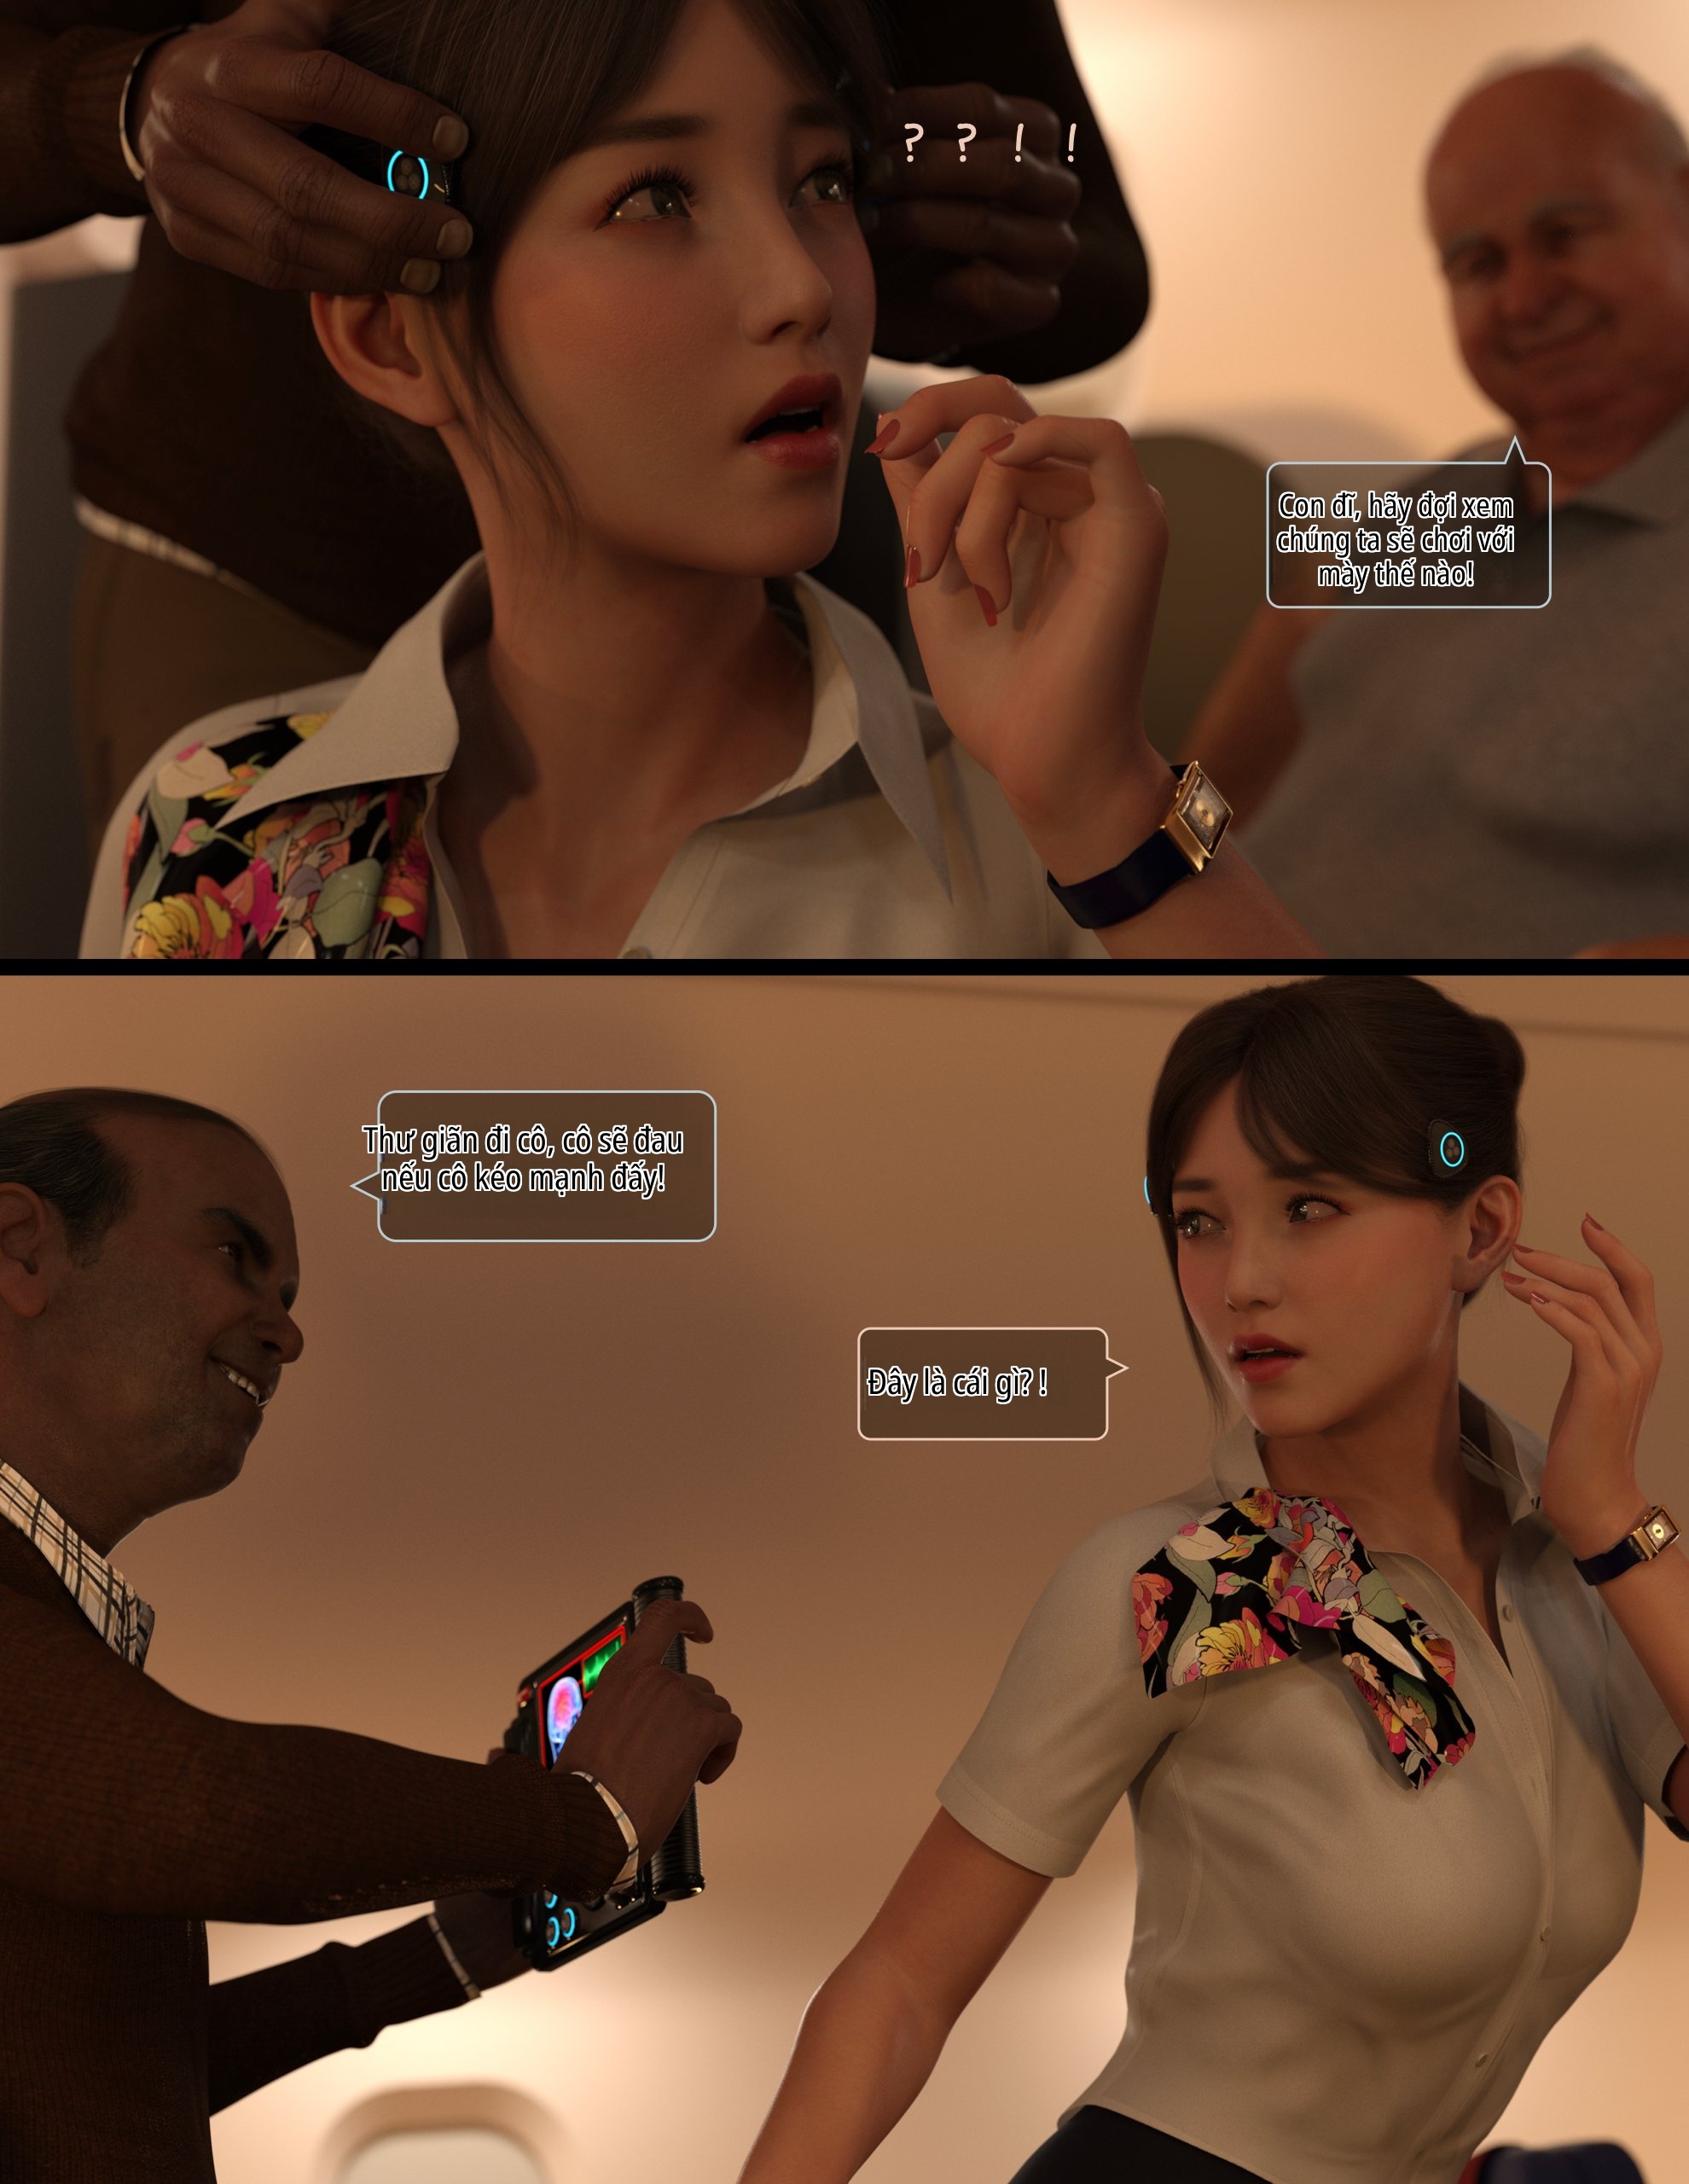 ? ? ! !
Con đĩ, hãy đợi xem
chúng ta sẽ chơi với
mày thế nào!
Thư giãn đi cô, cô sẽ đau
nếu cô kéo mạnh đấy!
Đây là cái gì? !